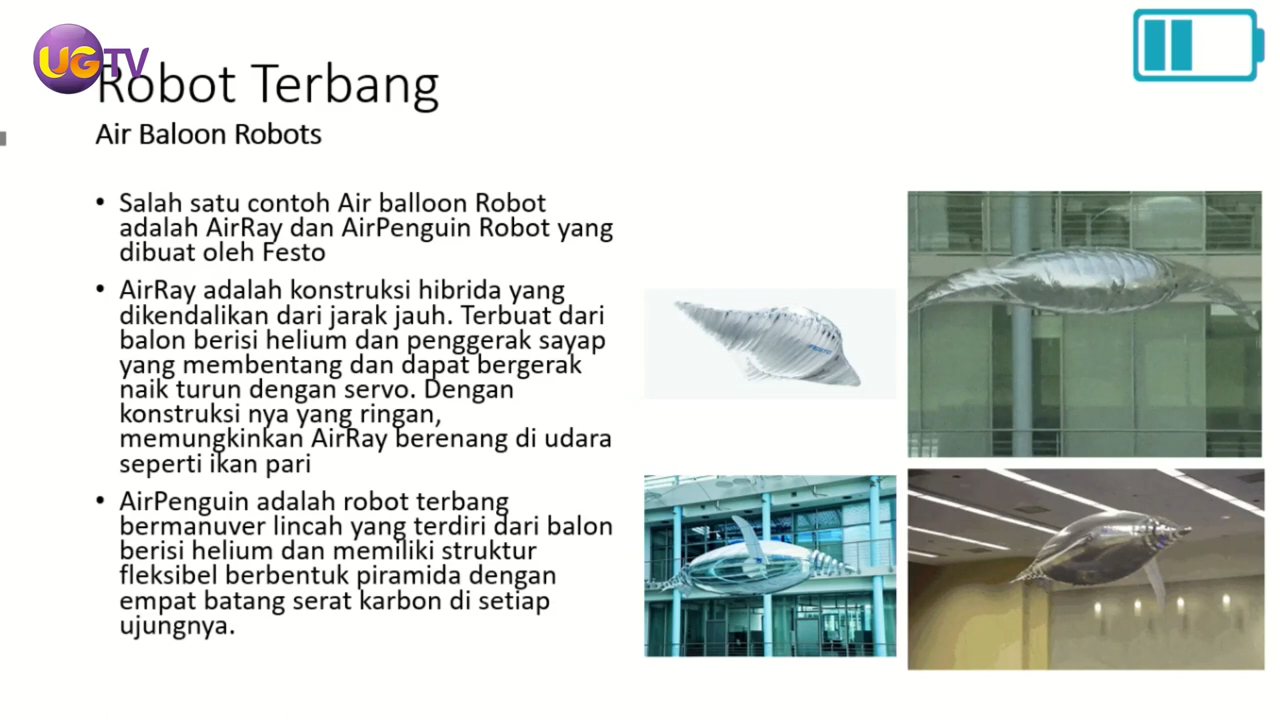 UGTV
Robot Terbang
Air Baloon Robots
• Salah satu contoh Air balloon Robot
adalah AirRay dan AirPenguin Robot yang
dibuat oleh Festo
• AirRay adalah konstruksi hibrida yang
dikendalikan dari jarak jauh. Terbuat dari
balon berisi helium dan penggerak sayap
yang membentang dan dapat bergerak
naik turun dengan servo. Dengan
konstruksi nya yang ringan,
memungkinkan AirRay berenang di udara
seperti ikan pari
• AirPenguin adalah robot terbang
bermanuver lincah yang terdiri dari balon
berisi helium dan memiliki struktur
fleksibel berbentuk piramida dengan
empat batang serat karbon di setiap
ujungnya.